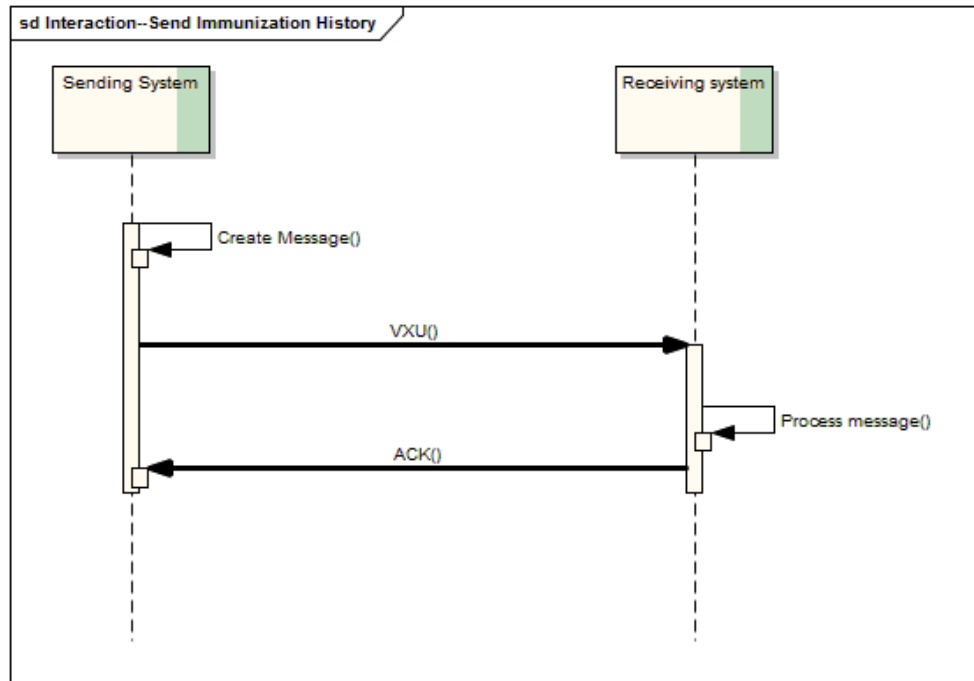 sd Interaction--Send Immunization History
Sending System
Receiving system
Create Message()
VXU()
Process message()
ACK()